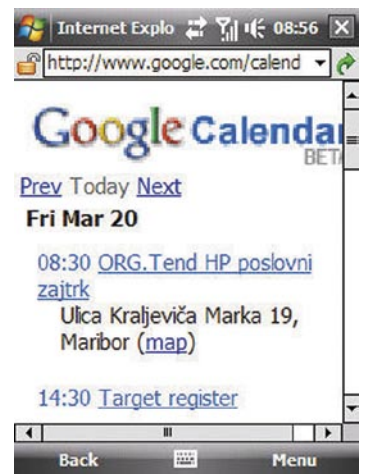 Internet Explo 08:56
http://www.google.com/calend
Google Calendar
BETA
Prev Today Next
Fri Mar 20
08:30 ORG.Tend HP poslovni
zajtrk
Ulica Kraljeviča Marka 19,
Maribor (map)
14:30 Target register
Back Menu